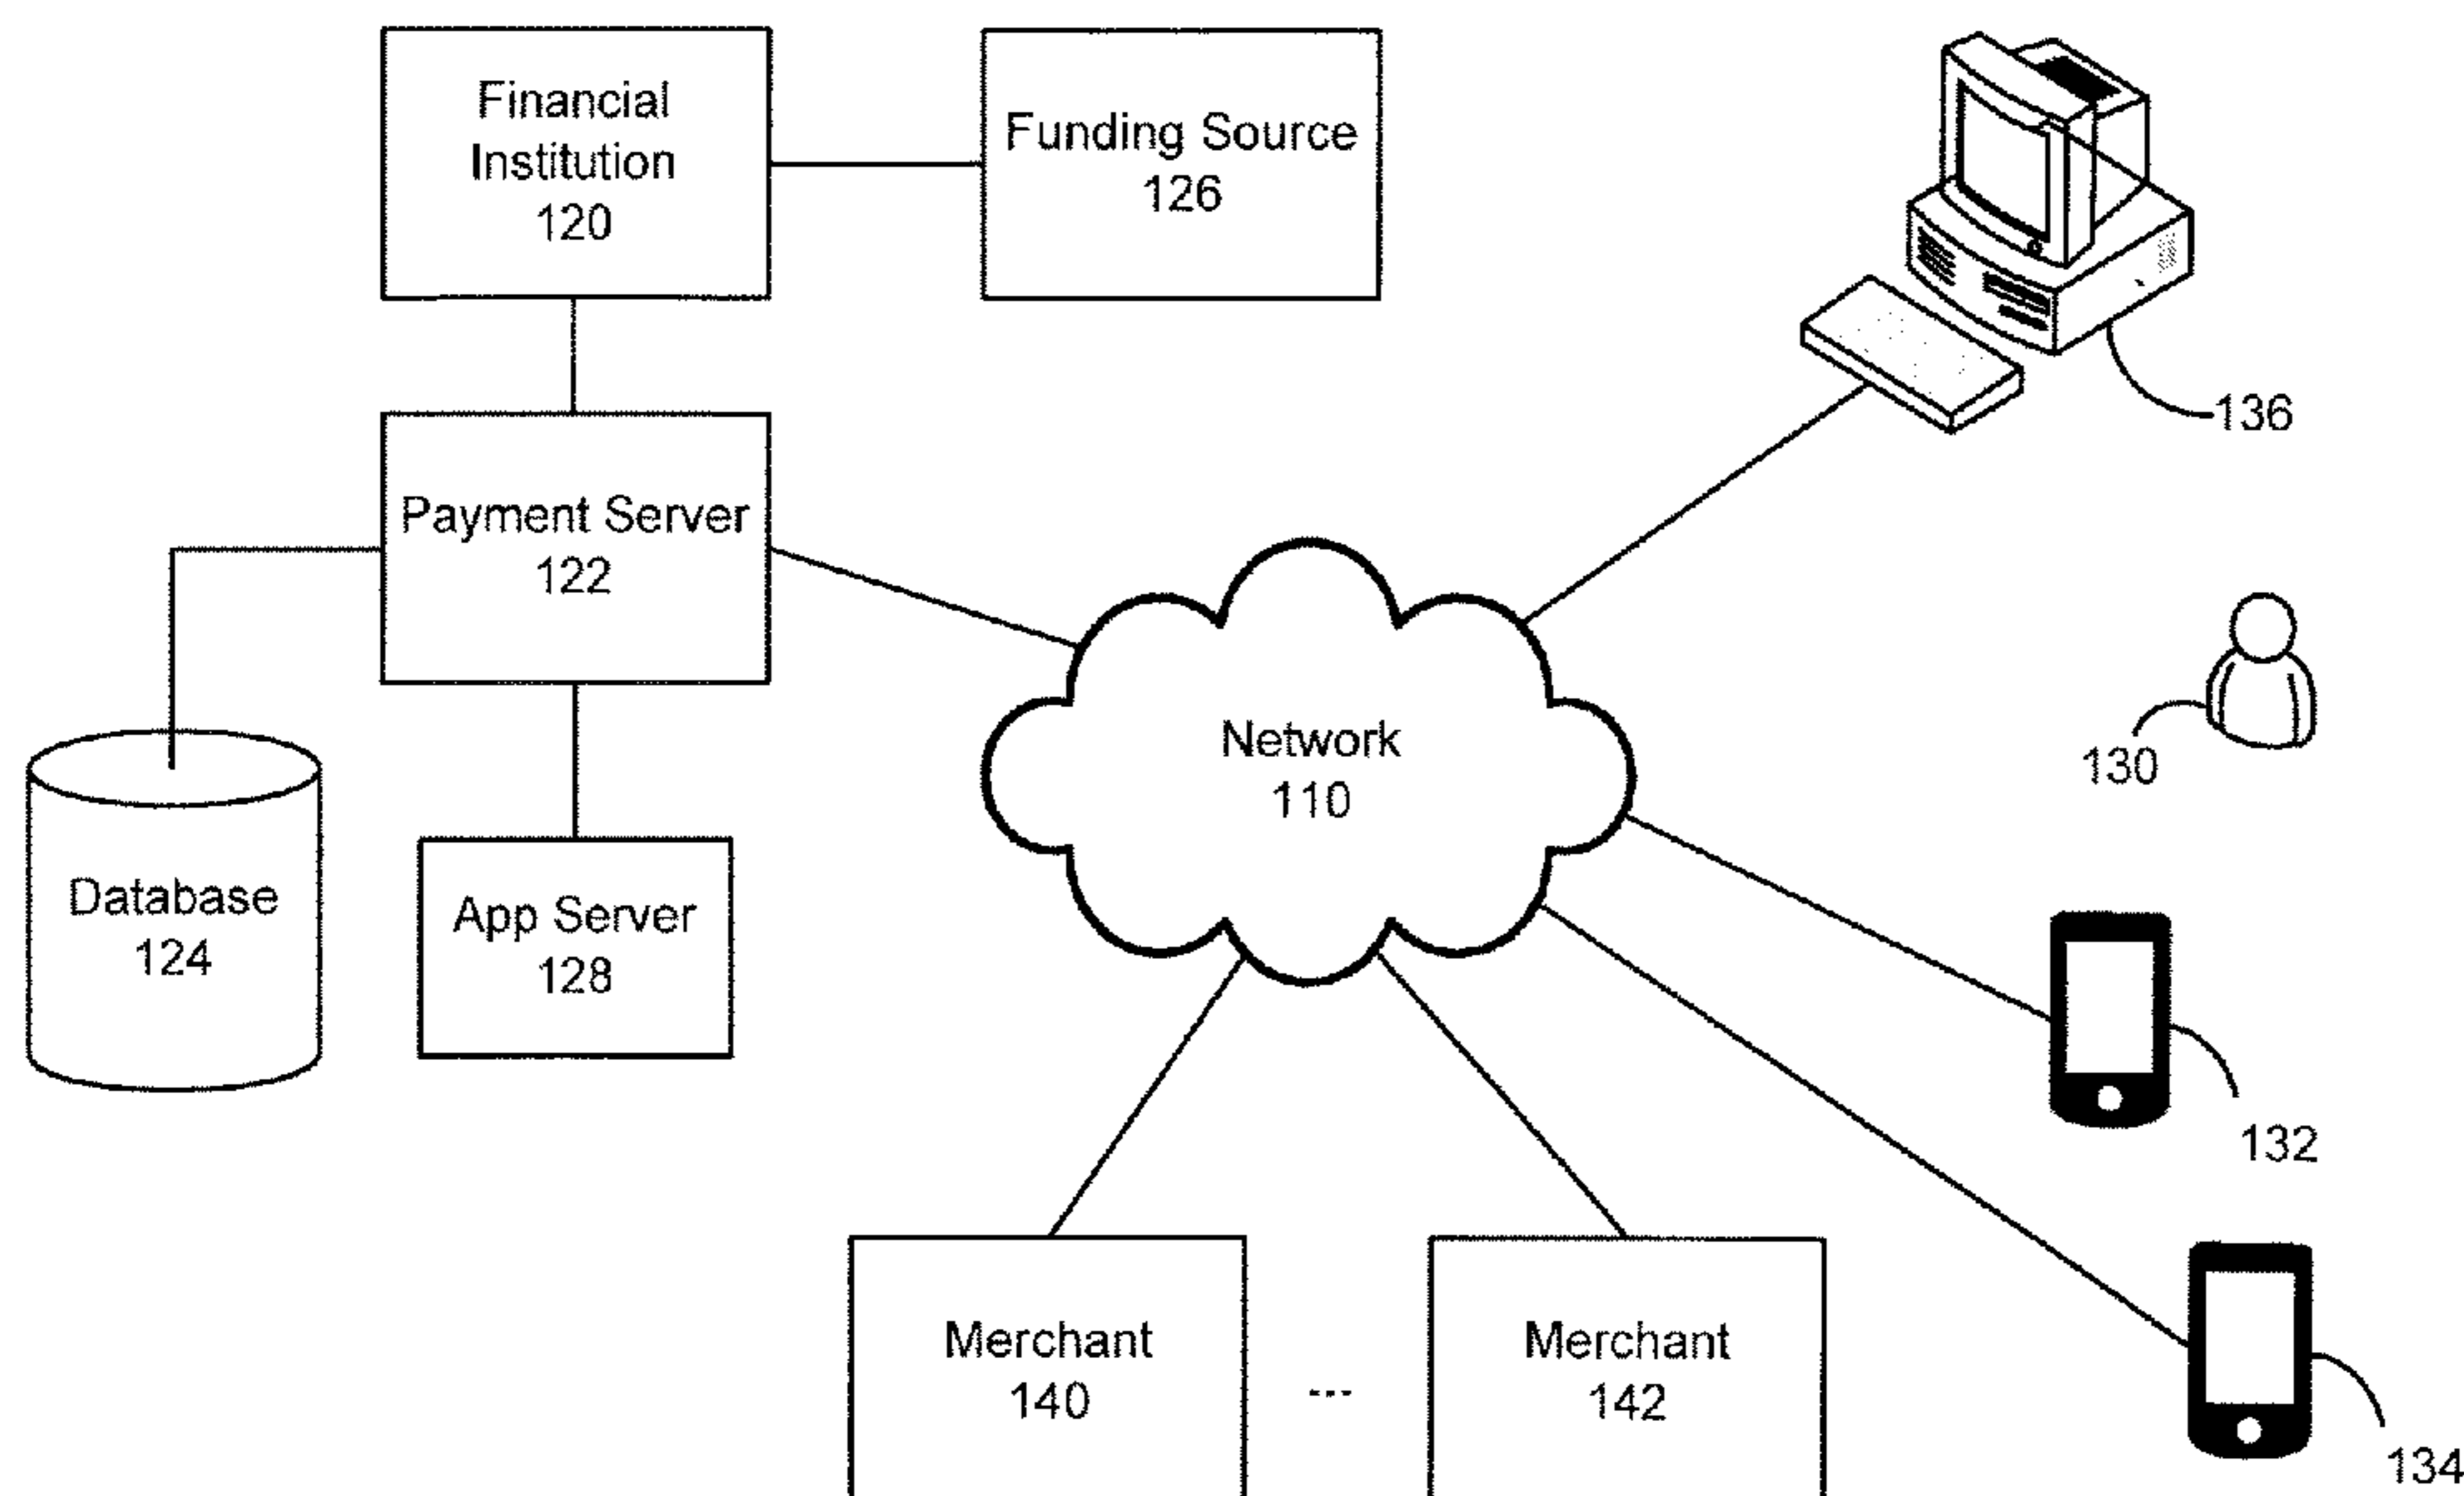 Financial
Institution
120
Funding Source
126
136
Payment Server
122
130
Network
110
Database
124
App Server
128
132
Merchant
140
...
Merchant
142
134